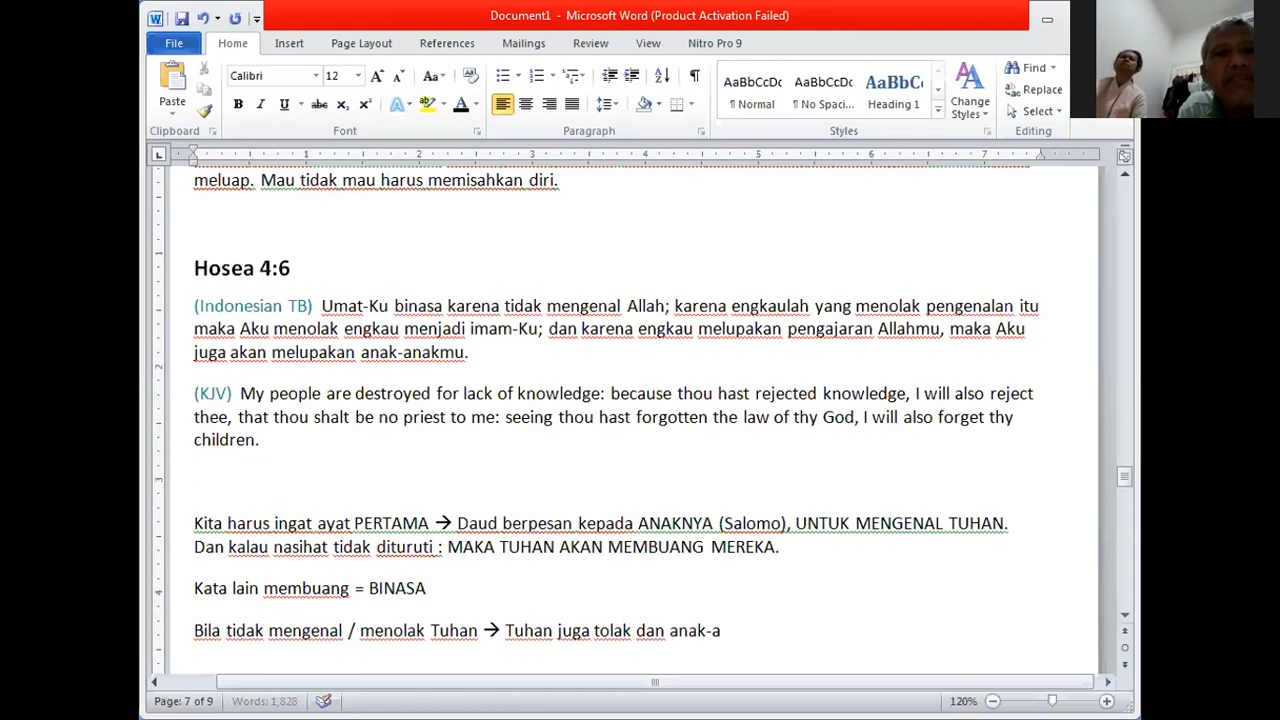 Document1 - Microsoft Word (Product Activation Failed)
File Home Insert Page Layout References Mailings Review View Nitro Pro 9
Calibri 12
Paste
Clipboard Font Paragraph Styles Editing
AaBbCcDc AaBbCcDc AaBbC
¶ Normal ¶ No Spaci... Heading 1
Change Styles
Find
Replace
Select
1 2 3 4 5 6 7
meluap. Mau tidak mau harus memisahkan diri.
Hosea 4:6
(Indonesian TB) Umat-Ku binasa karena tidak mengenal Allah; karena engkaulah yang menolak pengenalan itu
maka Aku menolak engkau menjadi imam-Ku; dan karena engkau melupakan pengajaran Allahmu, maka Aku
juga akan melupakan anak-anakmu.
(KJV) My people are destroyed for lack of knowledge: because thou hast rejected knowledge, I will also reject
thee, that thou shalt be no priest to me: seeing thou hast forgotten the law of thy God, I will also forget thy
children.
Kita harus ingat ayat PERTAMA → Daud berpesan kepada ANAKNYA (Salomo), UNTUK MENGENAL TUHAN.
Dan kalau nasihat tidak dituruti : MAKA TUHAN AKAN MEMBUANG MEREKA.
Kata lain membuang = BINASA
Bila tidak mengenal / menolak Tuhan → Tuhan juga tolak dan anak-a
Page: 7 of 9 Words: 1,828 120%